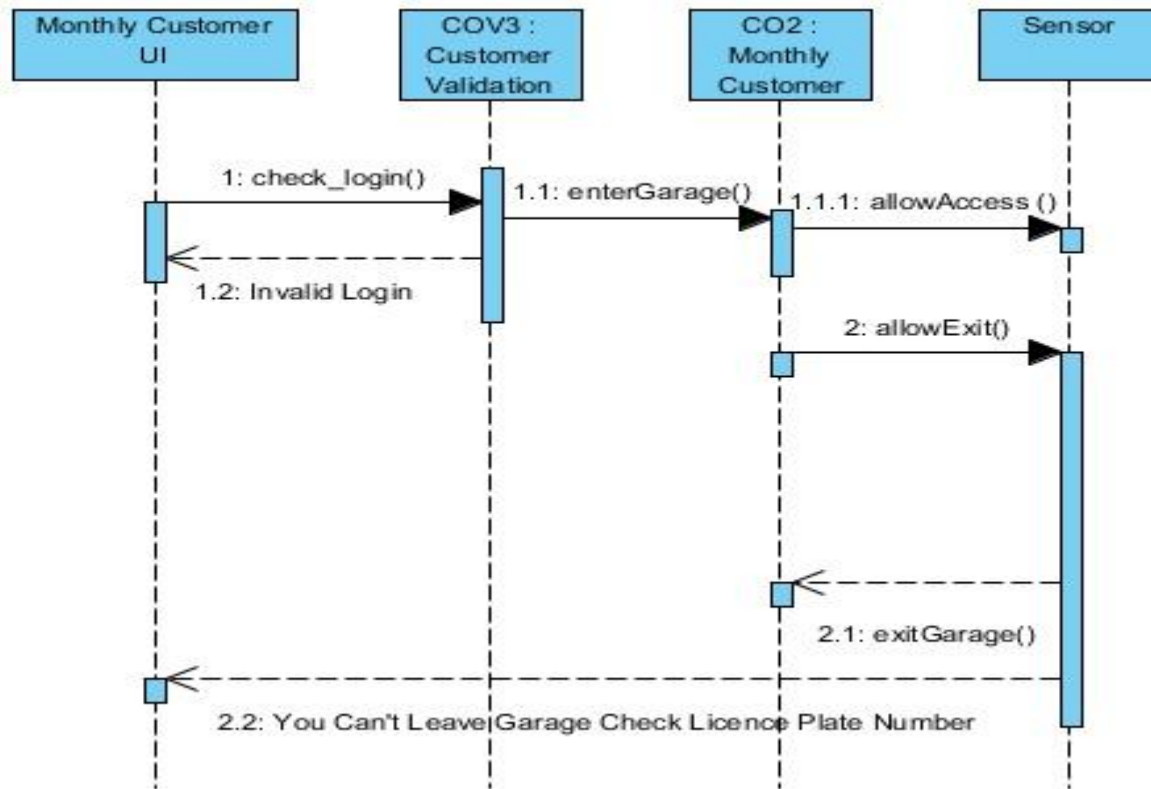 Monthly Customer
UI
COV3 :
Customer
Validation
CO2 :
Monthly
Customer
Sensor
1: check_login()
1.1: enterGarage()
1.1.1: allowAccess ()
1.2: Invalid Login
2: allowExit()
2.1: exitGarage()
2.2: You Can't Leave Garage Check Licence Plate Number